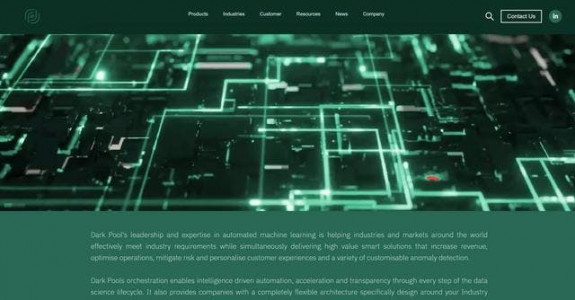 Products Industries Customer Resources News Company Contact Us in
Dark Pool's leadership and expertise in automated machine learning is helping industries and markets around the world
effectively meet industry requirements while simultaneously delivering high value smart solutions that increase revenue,
optimise operations, mitigate risk and personalise customer experiences and a variety of customisable anomaly detection.
Dark Pools orchestration enables intelligence driven automation, acceleration and transparency through every step of the data
science lifecycle. It also provides companies with a completely flexible architecture specifically design around your Industry